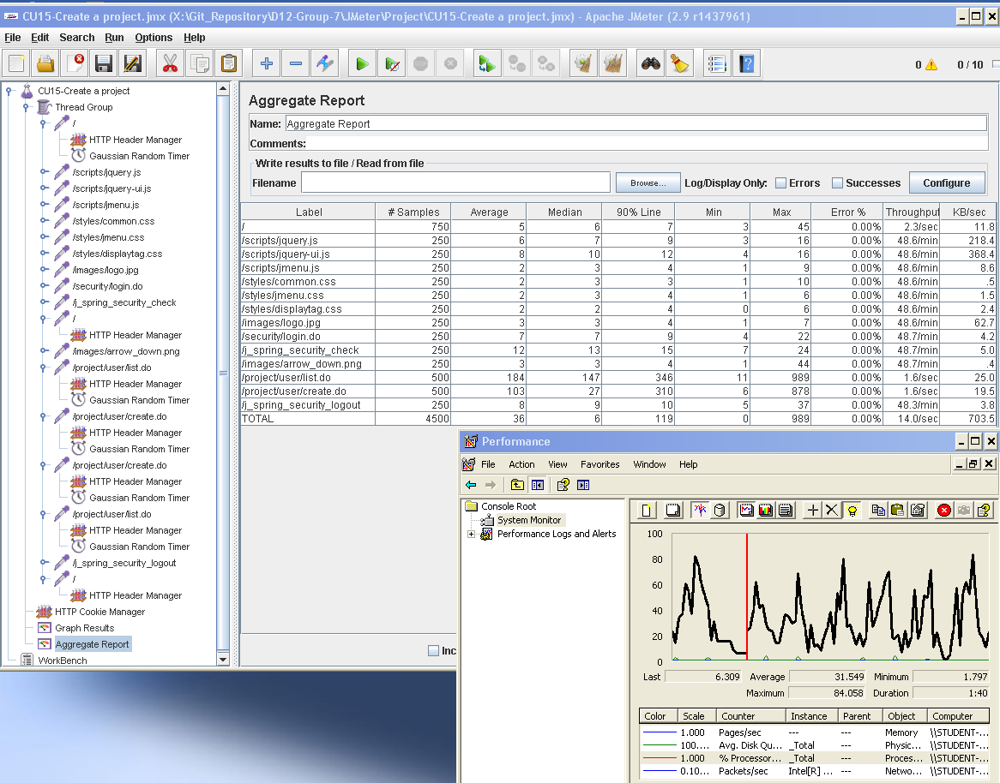 CU15-Create a project.jmx (X:\Git_Repository\D12-Group-7\JMeter\Project\CU15-Create a project.jmx) - Apache JMeter (2.9 r1437961)
File Edit Search Run Options Help
0 0 / 10
CU15-Create a project
Thread Group
/
HTTP Header Manager
Gaussian Random Timer
/scripts/jquery.js
/scripts/jquery-ui.js
/scripts/jmenu.js
/styles/common.css
/styles/jmenu.css
/styles/displaytag.css
/images/logo.jpg
/security/login.do
/j_spring_security_check
/
HTTP Header Manager
/images/arrow_down.png
/project/user/list.do
HTTP Header Manager
Gaussian Random Timer
/project/user/create.do
HTTP Header Manager
Gaussian Random Timer
/project/user/create.do
HTTP Header Manager
Gaussian Random Timer
/project/user/list.do
HTTP Header Manager
Gaussian Random Timer
/j_spring_security_logout
/
HTTP Header Manager
HTTP Cookie Manager
Graph Results
Aggregate Report
WorkBench
Aggregate Report
Name: Aggregate Report
Comments:
Write results to file / Read from file
Filename Browse... Log/Display Only: Errors Successes Configure
Label # Samples Average Median 90% Line Min Max Error % Throughput KB/sec
/ 750 5 6 7 3 45 0.00% 2.3/sec 11.8
/scripts/jquery.js 250 6 7 9 3 16 0.00% 48.6/min 218.4
/scripts/jquery-ui.js 250 8 10 12 4 16 0.00% 48.6/min 368.4
/scripts/jmenu.js 250 2 3 4 1 9 0.00% 48.6/min 8.6
/styles/common.css 250 2 3 3 1 10 0.00% 48.6/min .5
/styles/jmenu.css 250 2 3 4 1 6 0.00% 48.6/min 1.5
/styles/displaytag.css 250 2 2 4 0 6 0.00% 48.6/min 2.4
/images/logo.jpg 250 3 3 4 1 7 0.00% 48.6/min 62.7
/security/login.do 250 7 7 9 4 22 0.00% 48.7/min 4.2
/j_spring_security_check 250 12 13 15 7 24 0.00% 48.7/min 5.0
/images/arrow_down.png 250 3 3 4 1 44 0.00% 48.7/min .4
/project/user/list.do 500 184 147 346 11 989 0.00% 1.6/sec 25.0
/project/user/create.do 500 103 27 310 6 878 0.00% 1.6/sec 19.5
/j_spring_security_logout 250 8 9 10 5 37 0.00% 48.3/min 3.8
TOTAL 4500 36 6 119 0 989 0.00% 14.0/sec 703.5
Inc
Performance
File Action View Favorites Window Help
Console Root
System Monitor
Performance Logs and Alerts
100
80
60
40
20
0
Last 6.309 Average 31.549 Minimum 1.797
Maximum 84.058 Duration 1:40
Color Scale Counter Instance Parent Object Computer
1.000 Pages/sec --- --- Memory \\STUDENT-...
100.... Avg. Disk Qu... _Total --- Physic... \\STUDENT-...
1.000 % Processor... _Total --- Proces... \\STUDENT-...
0.10... Packets/sec Intel[R] ... --- Netwo... \\STUDENT-...